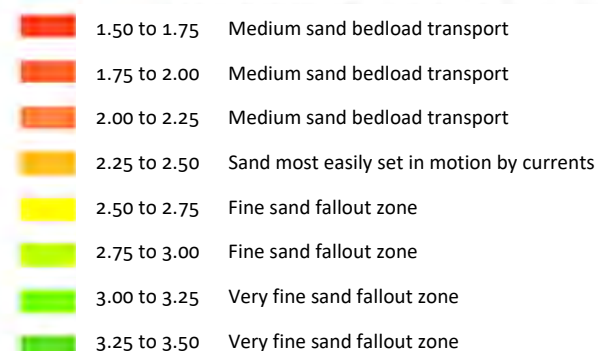 1.50 to 1.75 Medium sand bedload transport
1.75 to 2.00 Medium sand bedload transport
2.00 to 2.25 Medium sand bedload transport
2.25 to 2.50 Sand most easily set in motion by currents
2.50 to 2.75 Fine sand fallout zone
2.75 to 3.00 Fine sand fallout zone
3.00 to 3.25 Very fine sand fallout zone
3.25 to 3.50 Very fine sand fallout zone